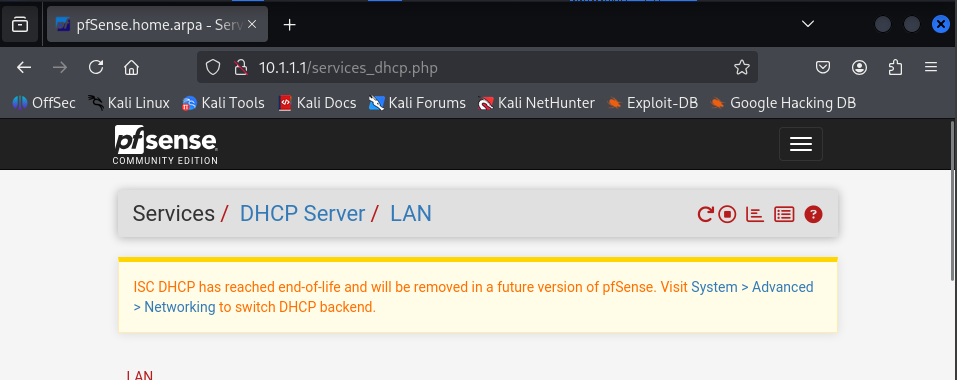 pfSense.home.arpa - Serv
10.1.1.1/services_dhcp.php
OffSec Kali Linux Kali Tools Kali Docs Kali Forums Kali NetHunter Exploit-DB Google Hacking DB
pfsense
COMMUNITY EDITION
Services / DHCP Server / LAN
ISC DHCP has reached end-of-life and will be removed in a future version of pfSense. Visit System > Advanced
> Networking to switch DHCP backend.
LAN